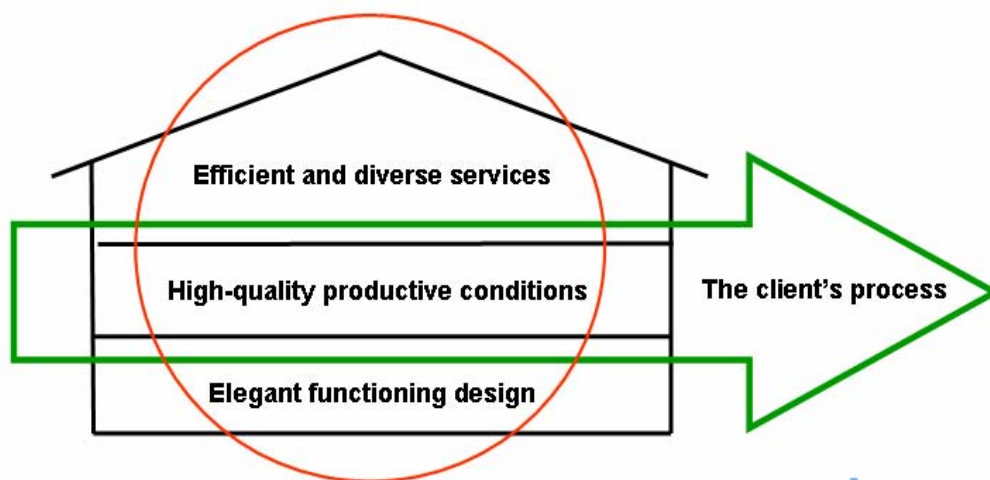 Efficient and diverse services
High-quality productive conditions
The client's process
Elegant functioning design